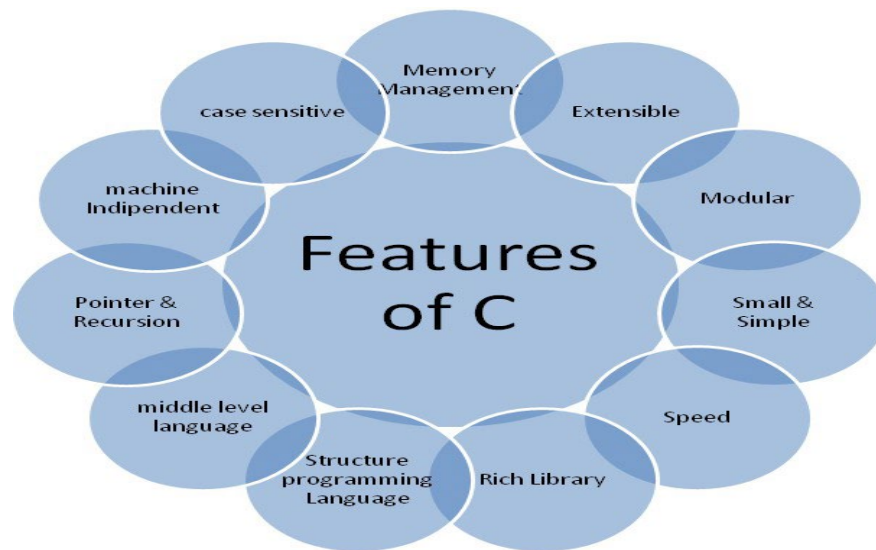 Features
of C
Memory
Management
Extensible
Modular
Small &
Simple
Speed
Rich Library
Structure
programming
Language
middle level
language
Pointer &
Recursion
machine
Indipendent
case sensitive